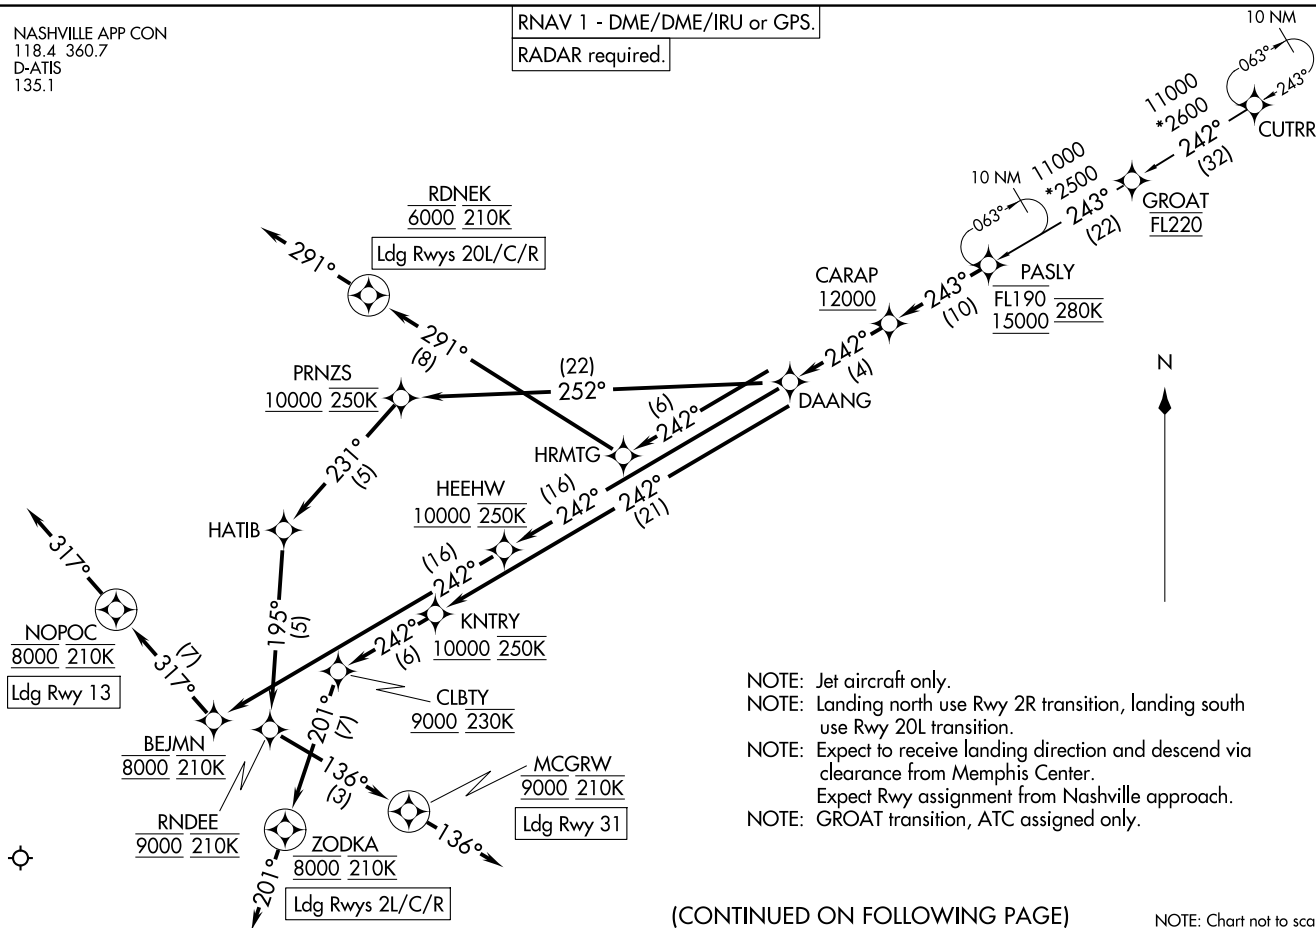 NASHVILLE APP CON
118.4 360.7
D-ATIS
135.1
RNAV 1 - DME/DME/IRU or GPS.
RADAR required.
10 NM
063°
243°
CUTRR
11000
*2600
242°
(32)
GROAT
FL220
10 NM
063°
11000
*2500
243°
(22)
PASLY
FL190
15000 280K
243°
(10)
CARAP
12000
242°
(4)
DAANG
N
RDNEK
6000 210K
Ldg Rwys 20L/C/R
291°
291°
(8)
(22)
252°
PRNZS
10000 250K
(6)
242°
HRMTG
231°
(5)
HATIB
HEEHW
10000 250K
(16)
242°
242°
(21)
(16)
242°
KNTRY
10000 250K
242°
(6)
195°
(5)
317°
NOPOC
8000 210K
Ldg Rwy 13
(7)
317°
BEJMN
8000 210K
CLBTY
9000 230K
201°
(7)
136°
(3)
MCGRW
9000 210K
Ldg Rwy 31
136°
RNDEE
9000 210K
ZODKA
8000 210K
Ldg Rwys 2L/C/R
201°
NOTE: Jet aircraft only.
NOTE: Landing north use Rwy 2R transition, landing south
use Rwy 20L transition.
NOTE: Expect to receive landing direction and descend via
clearance from Memphis Center.
Expect Rwy assignment from Nashville approach.
NOTE: GROAT transition, ATC assigned only.
(CONTINUED ON FOLLOWING PAGE)
NOTE: Chart not to sca